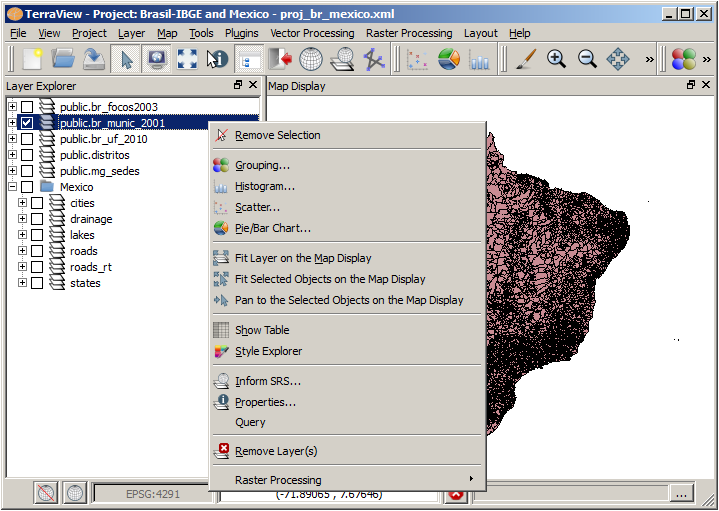 TerraView - Project: Brasil-IBGE and Mexico - proj_br_mexico.xml
File View Project Layer Map Tools Plugins Vector Processing Raster Processing Layout Help
» »
Layer Explorer
Map Display
public.br_focos2003
public.br_munic_2001
public.br_uf_2010
public.distritos
public.mg_sedes
Mexico
cities
drainage
lakes
roads
roads_rt
states
Remove Selection
Grouping...
Histogram...
Scatter...
Pie/Bar Chart...
Fit Layer on the Map Display
Fit Selected Objects on the Map Display
Pan to the Selected Objects on the Map Display
Show Table
Style Explorer
Inform SRS...
Properties...
Query
Remove Layer(s)
Raster Processing
EPSG:4291
(-71.89065 , 7.67646)
...